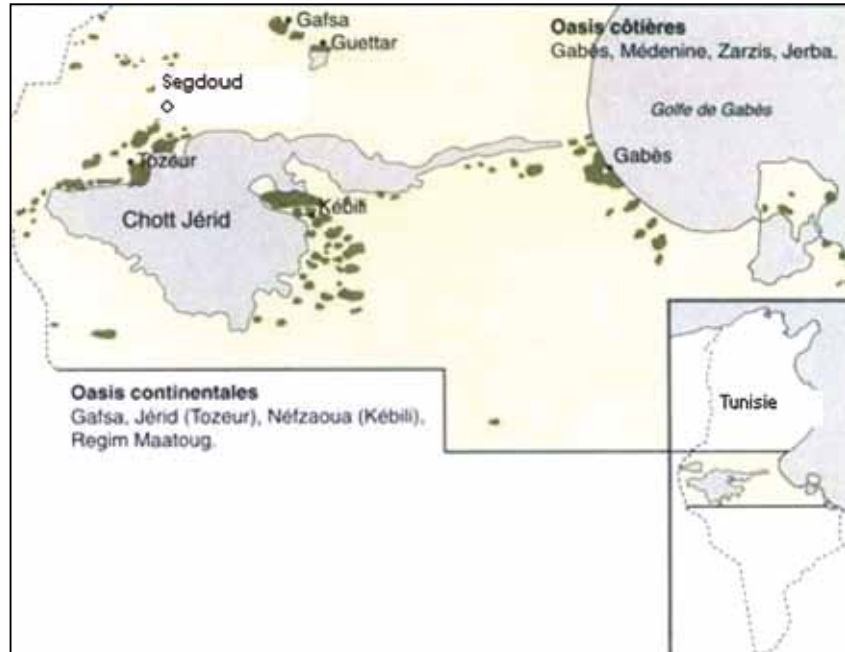 Gafsa
Guettar
Oasis côtières
Gabès, Médenine, Zarzis, Jerba.
Segdoud
Golfe de Gabès
Tozeur
Gabès
Kébili
Chott Jérid
Oasis continentales
Gafsa, Jérid (Tozeur), Néfzaoua (Kébili),
Regim Maatoug.
Tunisie